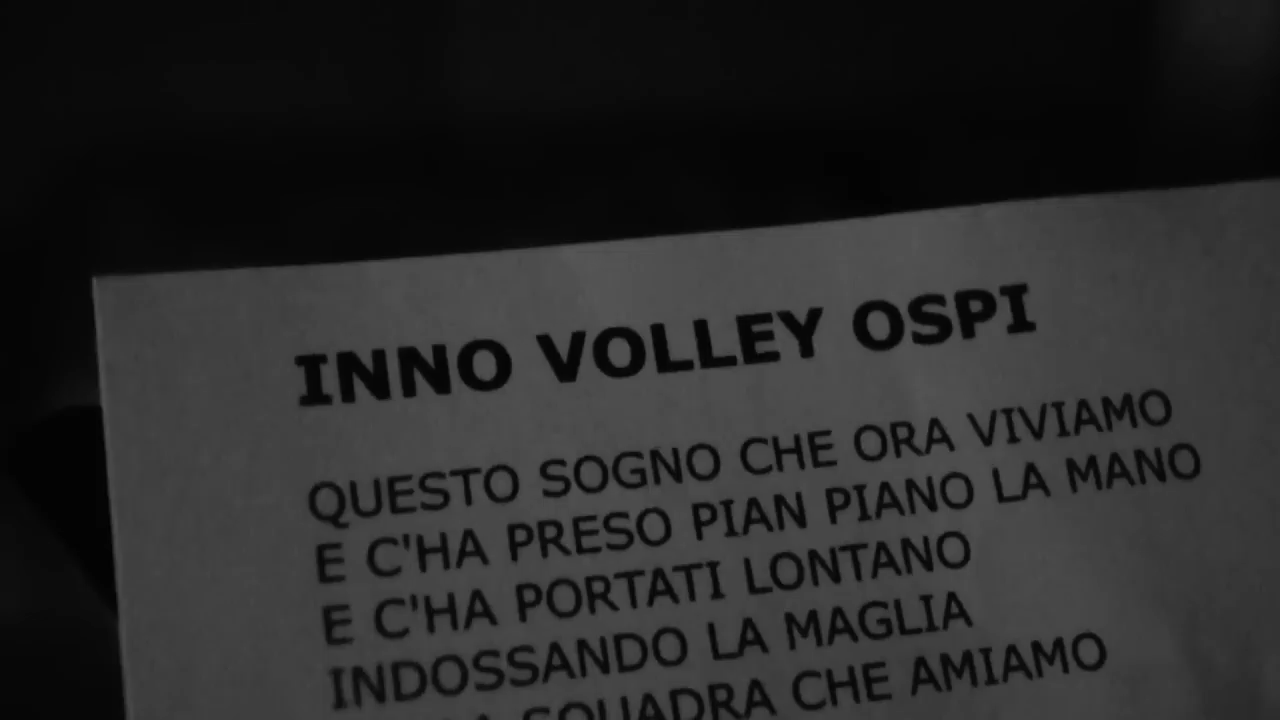 INNO VOLLEY OSPI
QUESTO SOGNO CHE ORA VIVIAMO
E C'HA PRESO PIAN PIANO LA MANO
E C'HA PORTATI LONTANO
INDOSSANDO LA MAGLIA
SQUADRA CHE AMIAMO